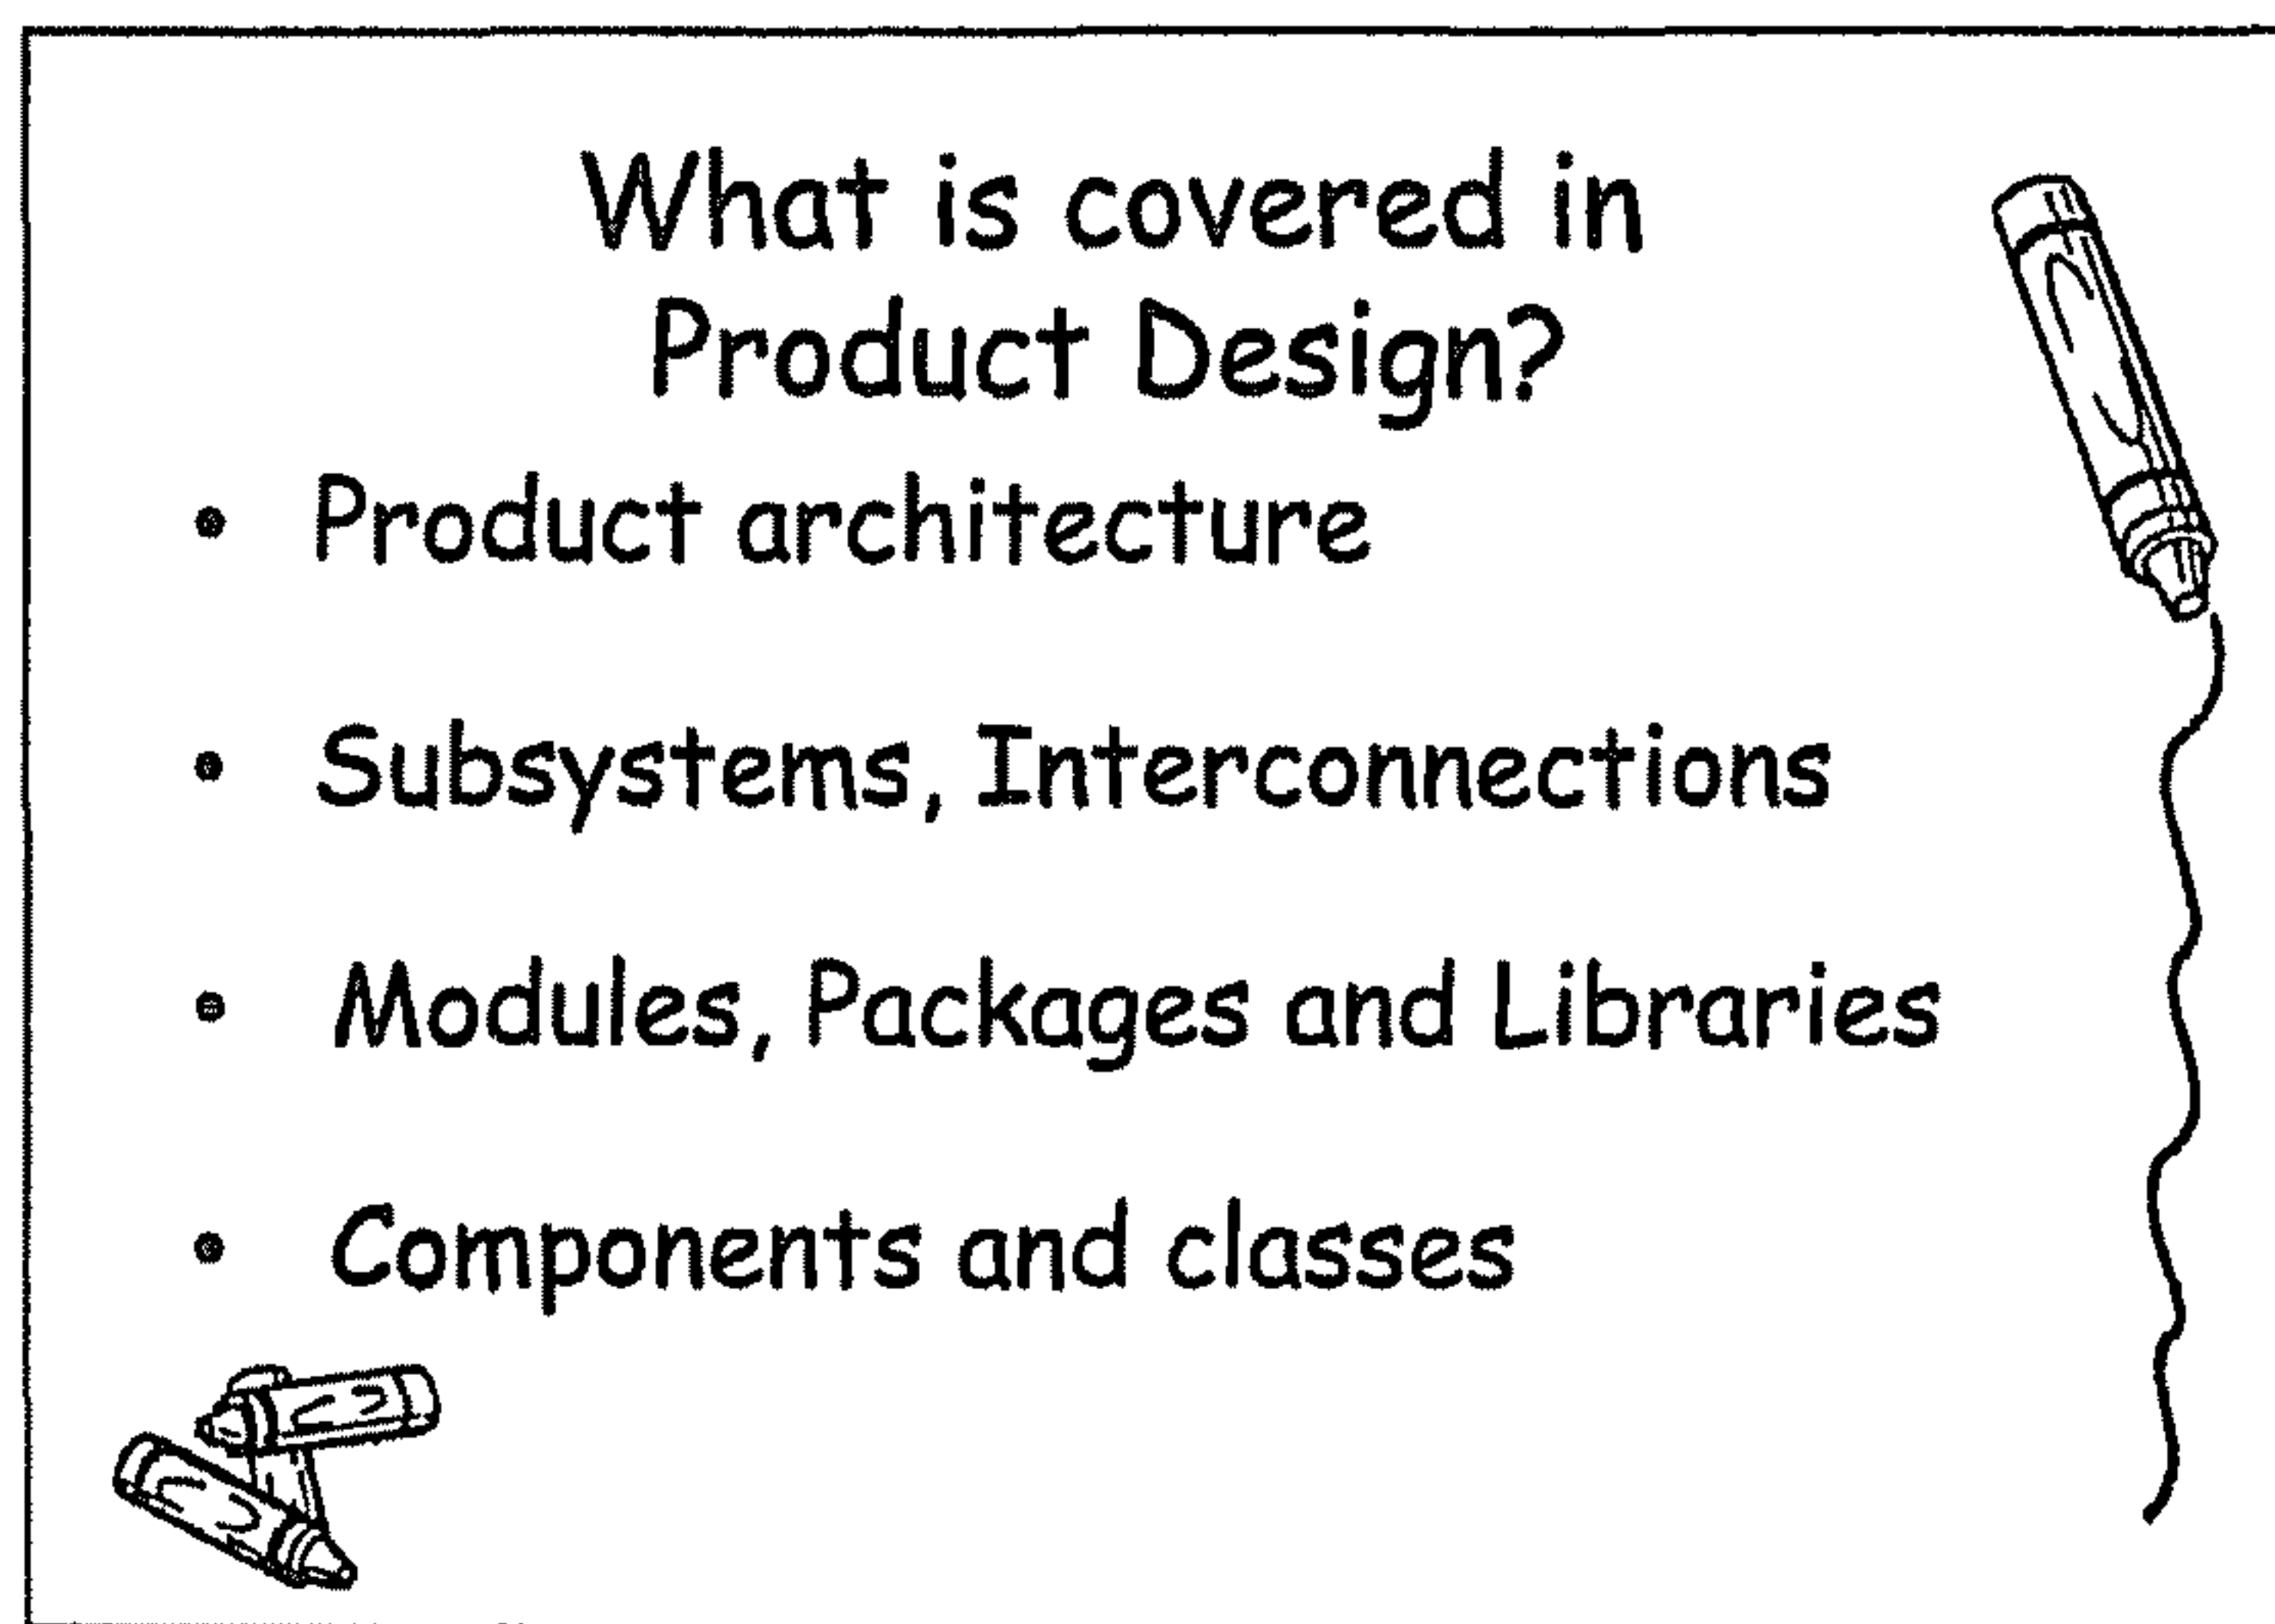 What is covered in
Product Design?
• Product architecture
• Subsystems, Interconnections
• Modules, Packages and Libraries
• Components and classes